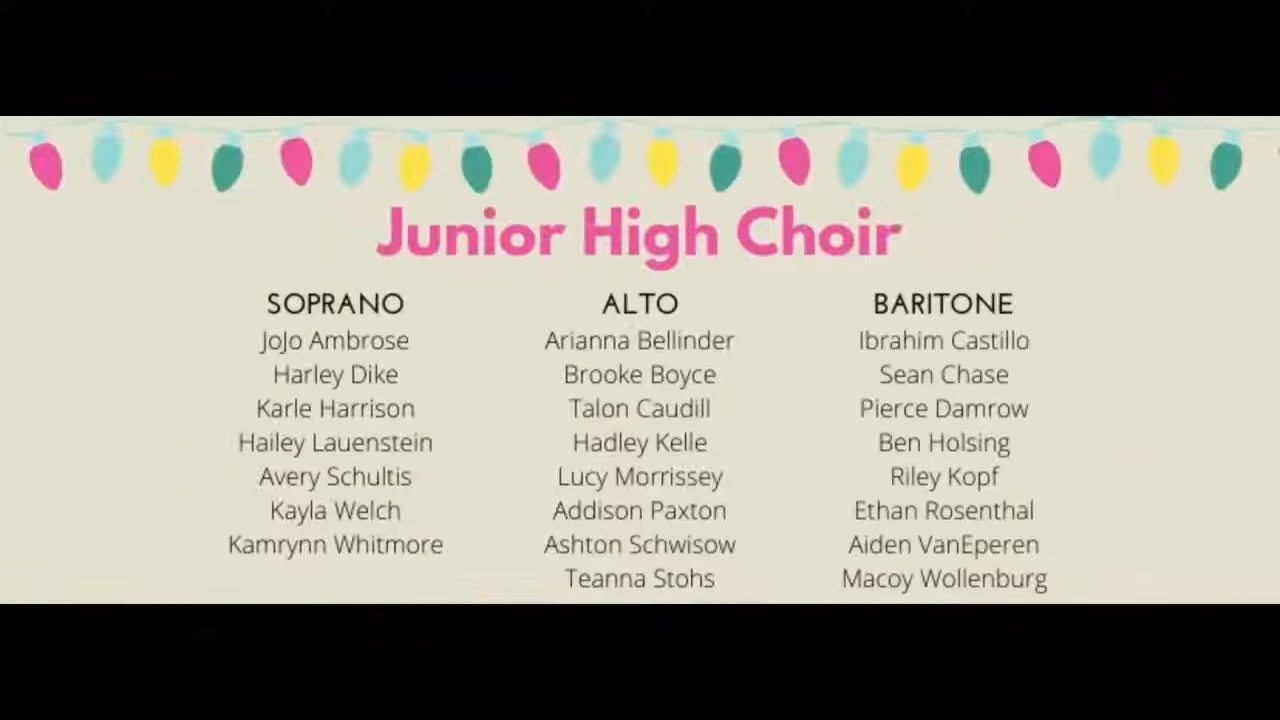 Junior High Choir
SOPRANO
JoJo Ambrose
Harley Dike
Karle Harrison
Hailey Lauenstein
Avery Schultis
Kayla Welch
Kamrynn Whitmore
ALTO
Arianna Bellinder
Brooke Boyce
Talon Caudill
Hadley Kelle
Lucy Morrissey
Addison Paxton
Ashton Schwisow
Teanna Stohs
BARITONE
Ibrahim Castillo
Sean Chase
Pierce Damrow
Ben Holsing
Riley Kopf
Ethan Rosenthal
Aiden VanEperen
Macoy Wollenburg